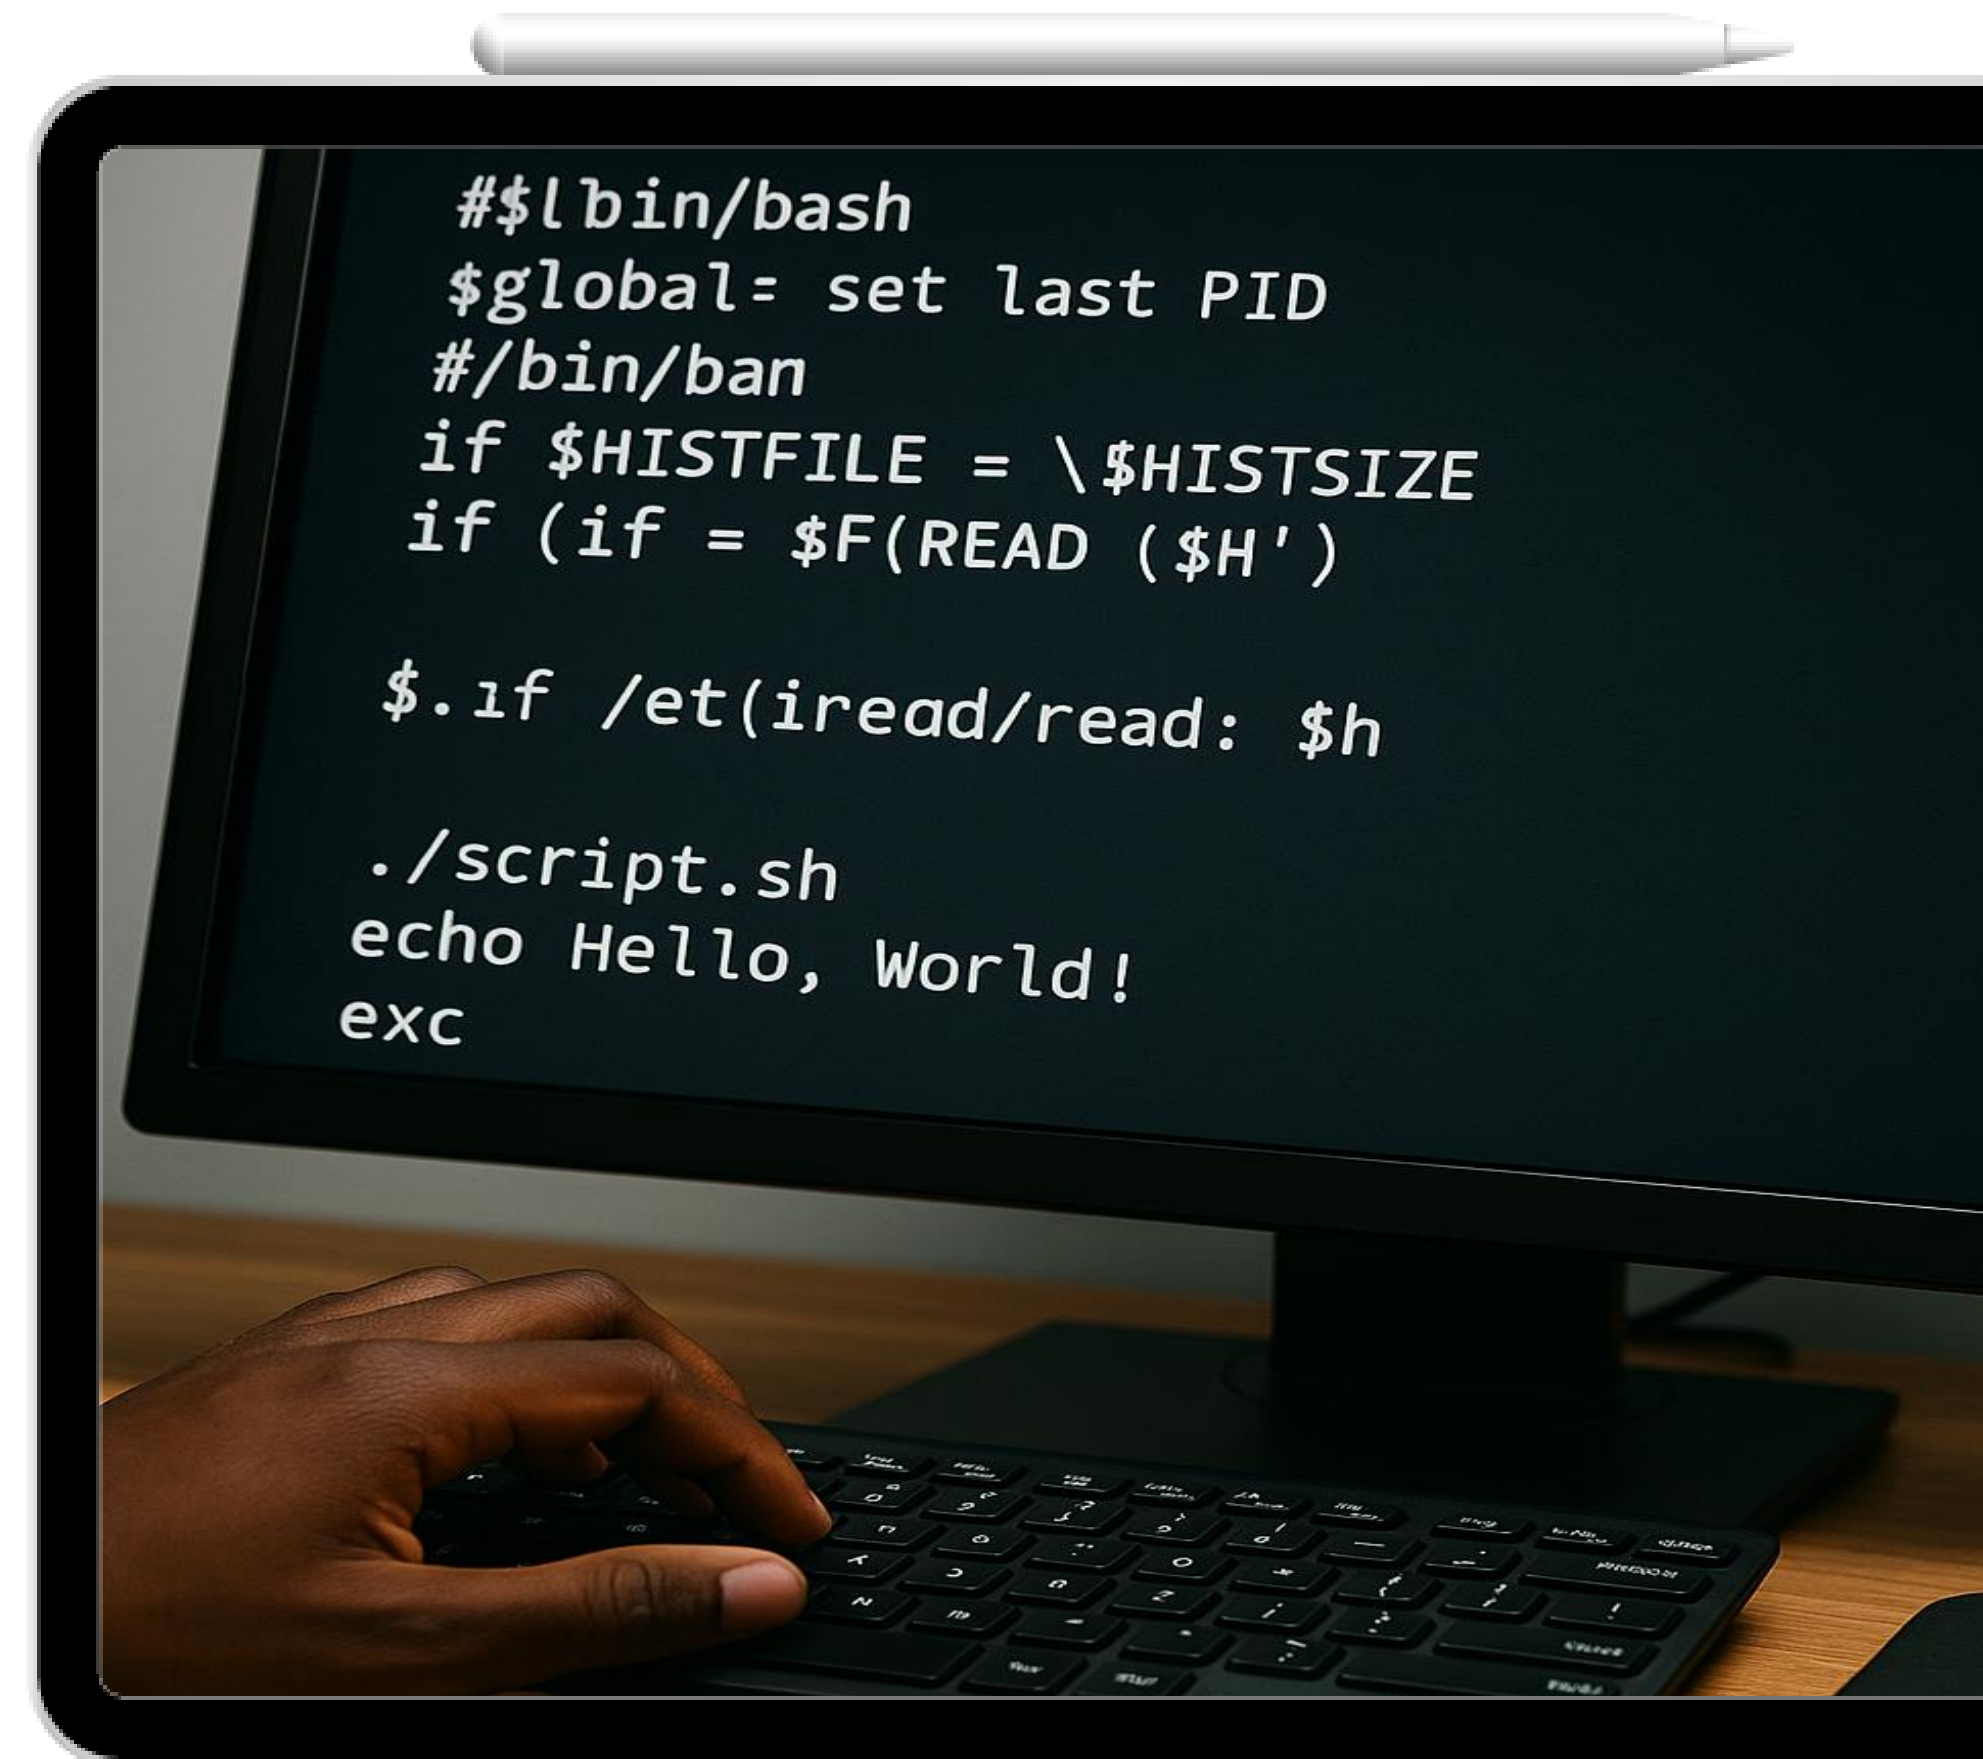 #$lbin/bash
$global= set last PID
#/bin/ban
if $HISTFILE = \$HISTSIZE
if (if = $F(READ ($H')
$.ıf /et(iread/read: $h
./script.sh
echo Hello, World!
exc